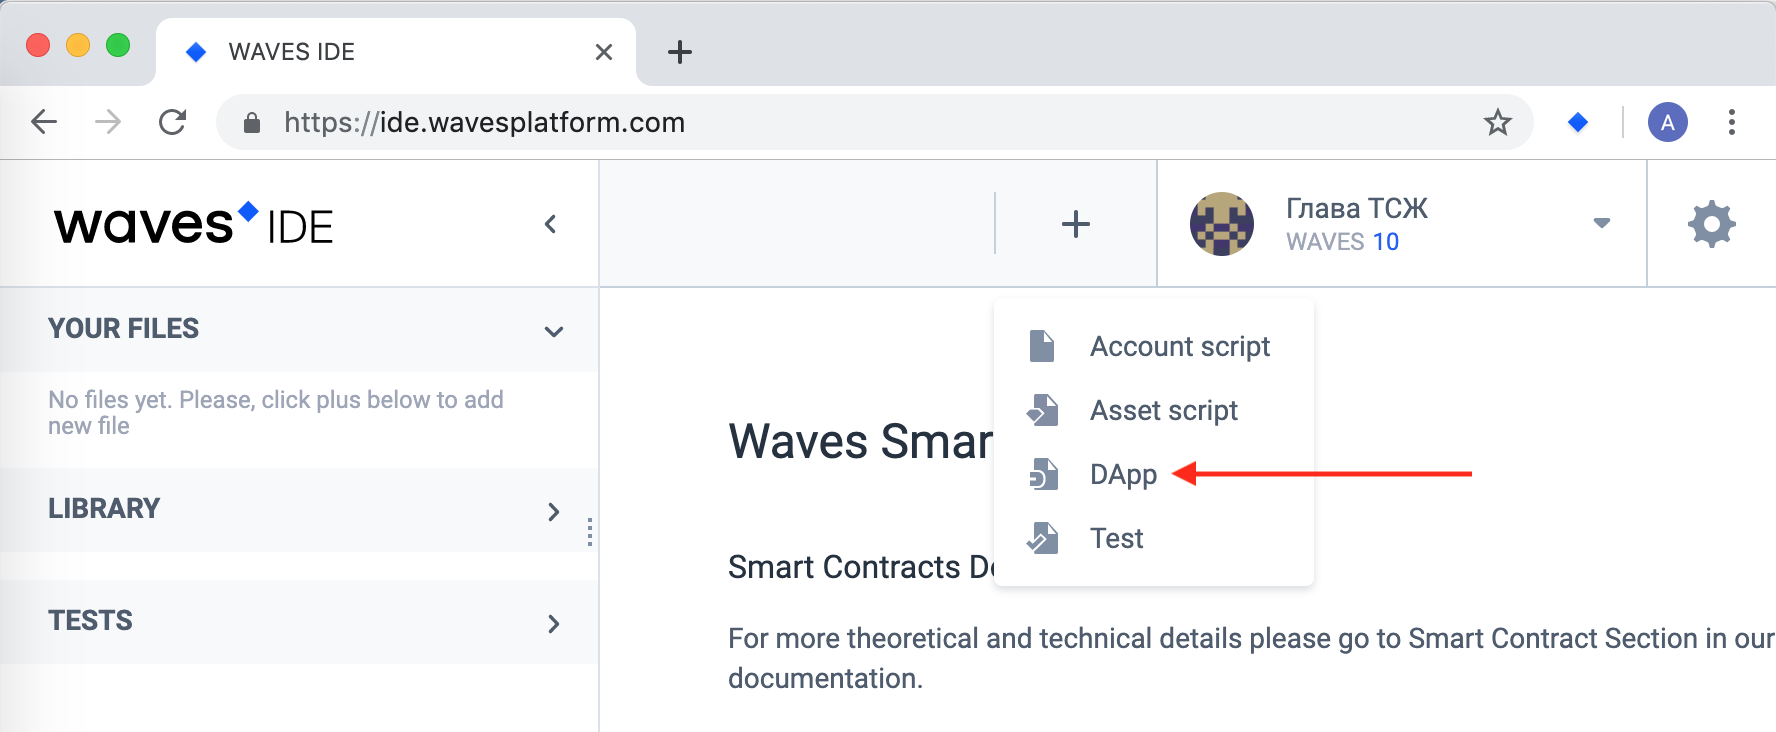 WAVES IDE
https://ide.wavesplatform.com
A
waves IDE
Глава ТСЖ
WAVES 10
YOUR FILES
No files yet. Please, click plus below to add
new file
LIBRARY
TESTS
Account script
Asset script
DApp
Test
Waves Smar
Smart Contracts D
For more theoretical and technical details please go to Smart Contract Section in our
documentation.